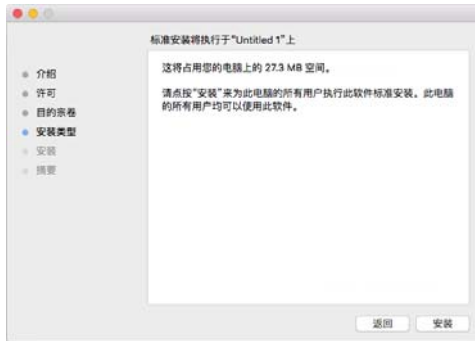 标准安装将执行于“Untitled 1”上
介绍
许可
目的宗卷
安装类型
安装
摘要
这将占用您的电脑上的 27.3 MB 空间。
请点按“安装”来为此电脑的所有用户执行此软件标准安装。此电脑
的所有用户均可以使用此软件。
返回
安装